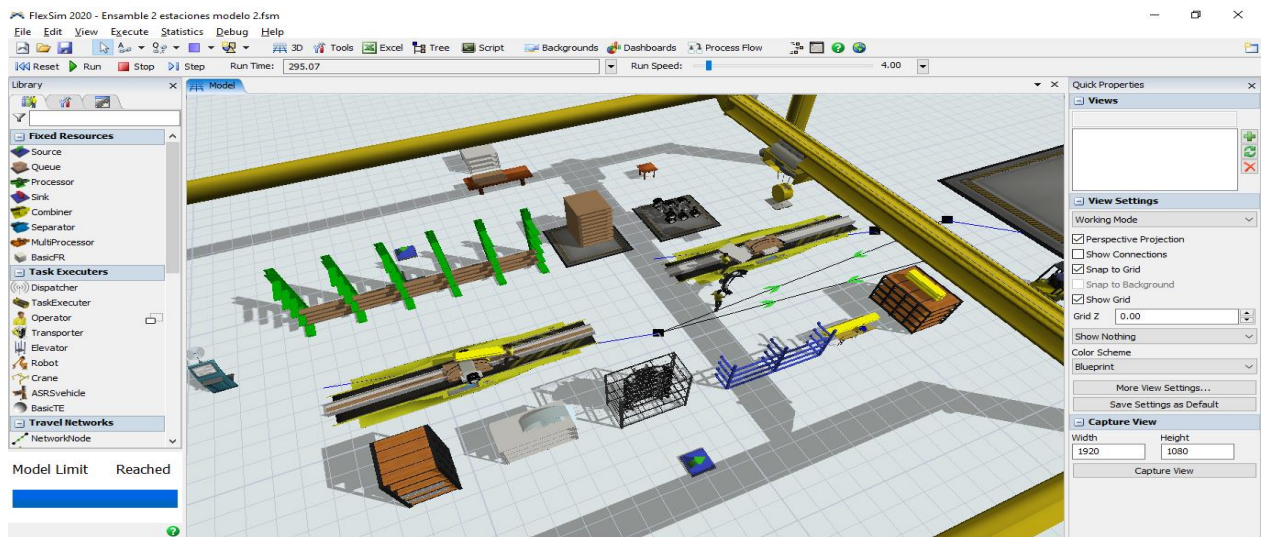 FlexSim 2020 - Ensamble 2 estaciones modelo 2.fsm
File Edit View Execute Statistics Debug Help
3D Tools Excel Tree Script Backgrounds Dashboards Process Flow
Reset Run Stop Step Run Time: 295.07 Run Speed: 4.00
Library
Model
Quick Properties
Fixed Resources
Source
Queue
Processor
Sink
Combiner
Separator
MultiProcessor
BasicFR
Task Executers
Dispatcher
TaskExecuter
Operator
Transporter
Elevator
Robot
Crane
ASRSvehicle
BasicTE
Travel Networks
NetworkNode
Model Limit Reached
Views
View Settings
Working Mode
Perspective Projection
Show Connections
Snap to Grid
Snap to Background
Show Grid
Grid Z 0.00
Show Nothing
Color Scheme
Blueprint
More View Settings...
Save Settings as Default
Capture View
Width Height
1920 1080
Capture View